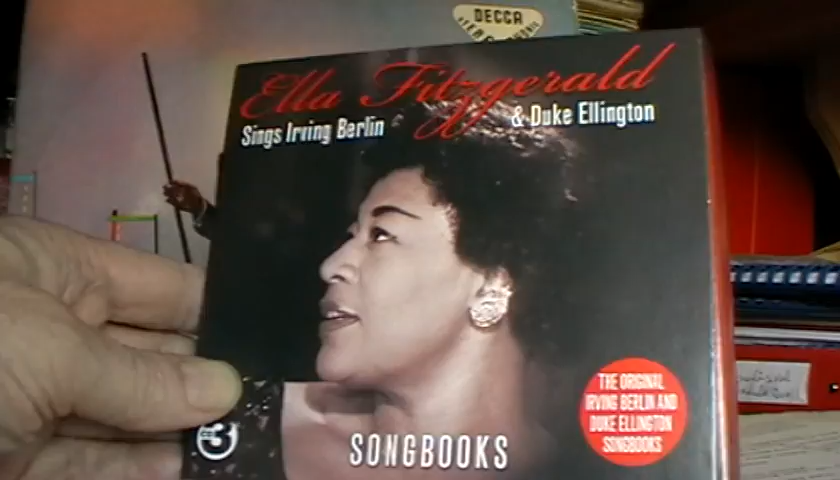 DECCA
Ella Fitzgerald
Sings Irving Berlin & Duke Ellington
THE ORIGINAL
IRVING BERLIN AND
DUKE ELLINGTON
SONGBOOKS
3
SONGBOOKS